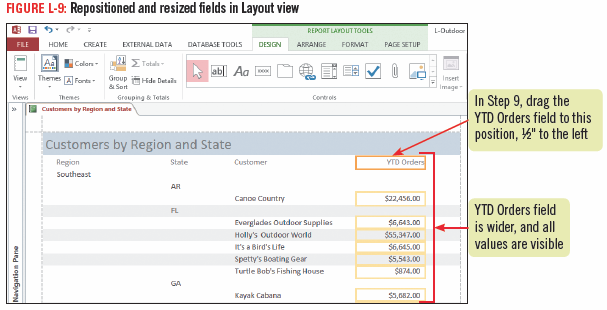 FIGURE L-9: Repositioned and resized fields in Layout view
REPORT LAYOUT TOOLS
L-Outdoor
FILE HOME CREATE EXTERNAL DATA DATABASE TOOLS DESIGN ARRANGE FORMAT PAGE SETUP
View
Themes
Colors
A Fonts
Group & Sort
Σ Totals
Hide Details
ab| Aa xxxx
Insert Image
Views Themes Grouping & Totals Controls
Customers by Region and State
Customers by Region and State
Region State Customer YTD Orders
Southeast
AR
Canoe Country $22,456.00
FL
Everglades Outdoor Supplies $6,643.00
Holly's Outdoor World $55,347.00
It's a Bird's Life $6,645.00
Spetty's Boating Gear $5,543.00
Turtle Bob's Fishing House $874.00
GA
Kayak Cabana $5,682.00
Navigation Pane
In Step 9, drag the
YTD Orders field to this
position, ½" to the left
YTD Orders field
is wider, and all
values are visible